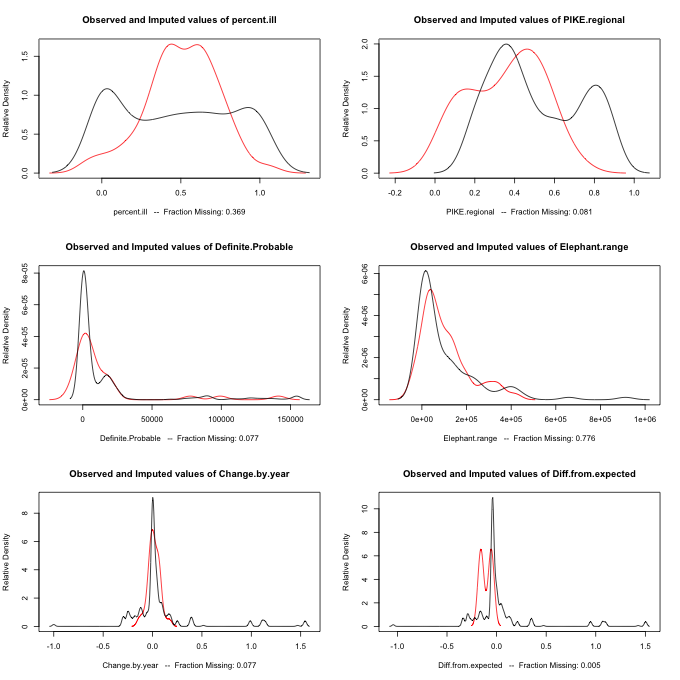 Observed and Imputed values of percent.ill
Relative Density
0.0 0.5 1.0 1.5
0.0 0.5 1.0
percent.ill -- Fraction Missing: 0.369
Observed and Imputed values of PIKE.regional
Relative Density
0.0 0.5 1.0 1.5 2.0
-0.2 0.0 0.2 0.4 0.6 0.8 1.0
PIKE.regional -- Fraction Missing: 0.081
Observed and Imputed values of Definite.Probable
Relative Density
0e+00 2e-05 4e-05 6e-05 8e-05
0 50000 100000 150000
Definite.Probable -- Fraction Missing: 0.077
Observed and Imputed values of Elephant.range
Relative Density
0e+00 2e-06 4e-06 6e-06
0e+00 2e+05 4e+05 6e+05 8e+05 1e+06
Elephant.range -- Fraction Missing: 0.776
Observed and Imputed values of Change.by.year
Relative Density
0 2 4 6 8
-1.0 -0.5 0.0 0.5 1.0 1.5
Change.by.year -- Fraction Missing: 0.077
Observed and Imputed values of Diff.from.expected
Relative Density
0 2 4 6 8 10
-1.0 -0.5 0.0 0.5 1.0 1.5
Diff.from.expected -- Fraction Missing: 0.005